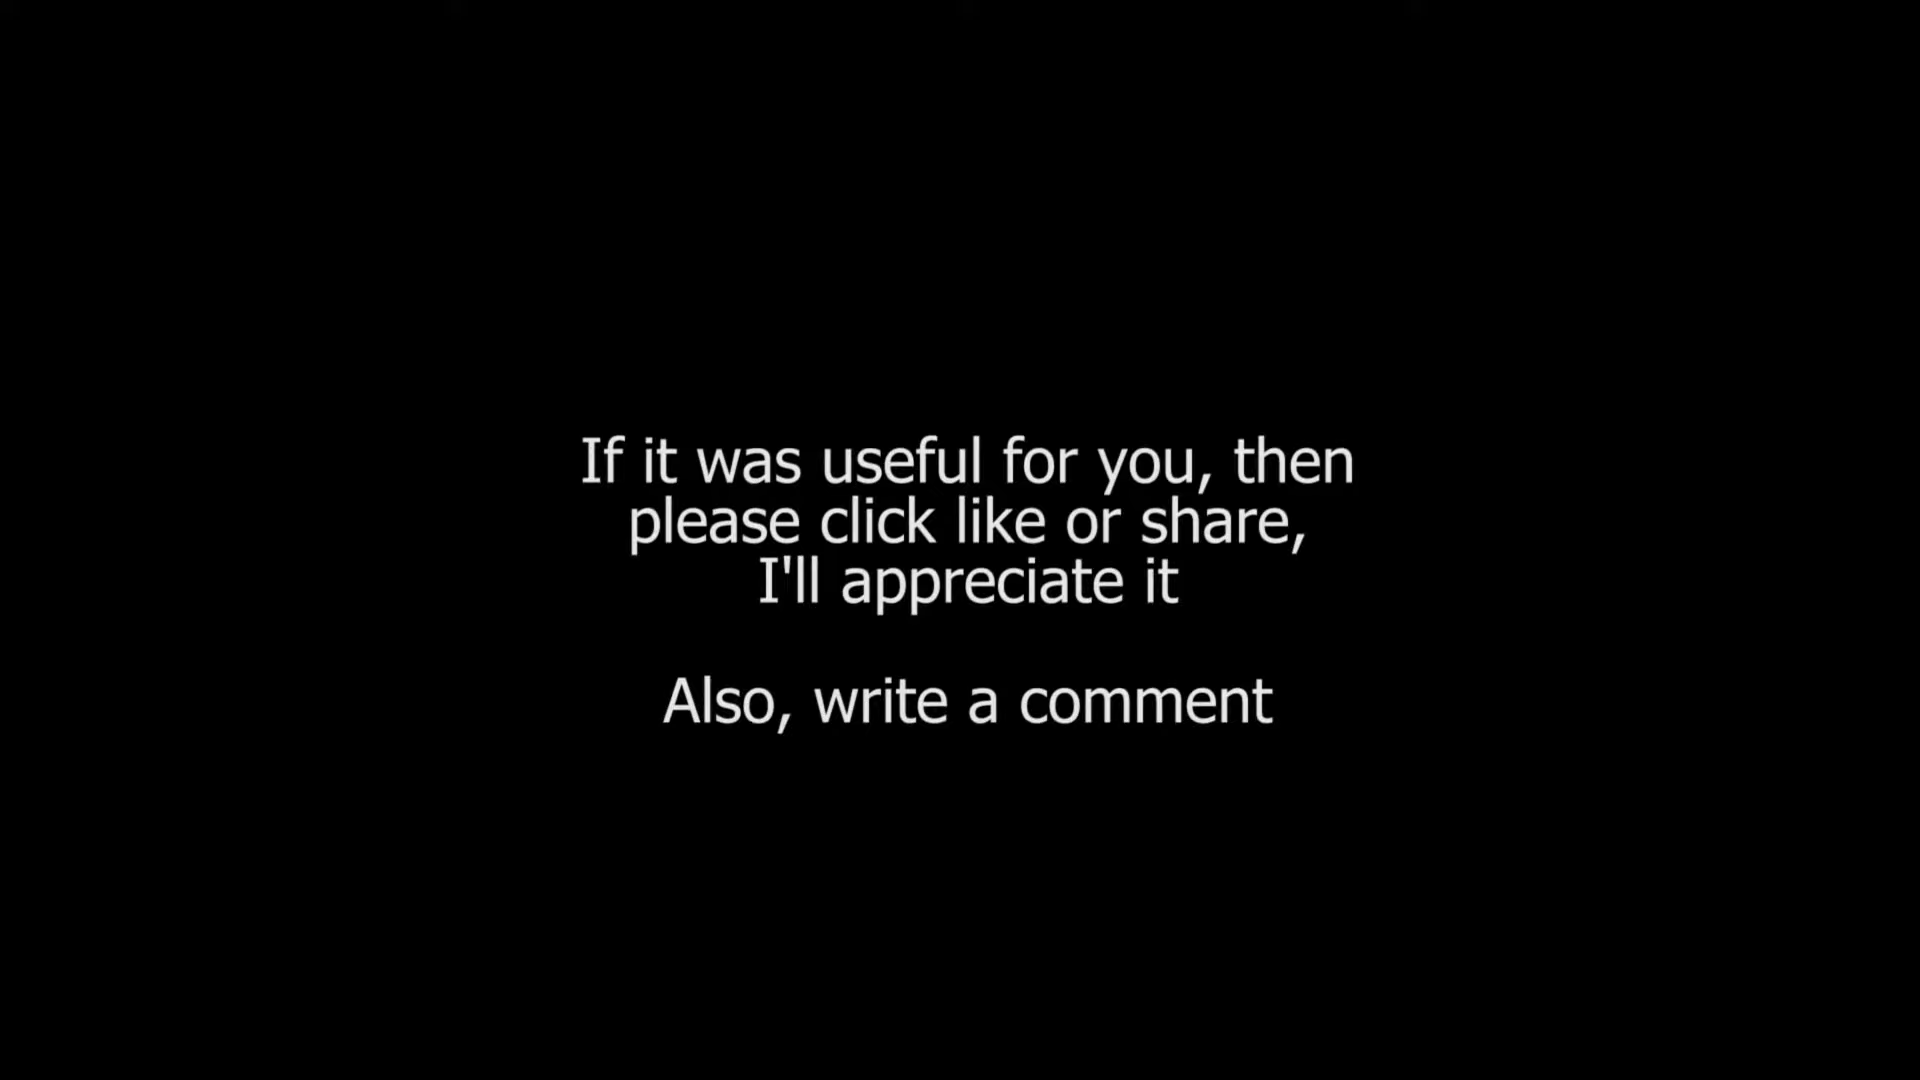 If it was useful for you, then
please click like or share,
I'll appreciate it
Also, write a comment